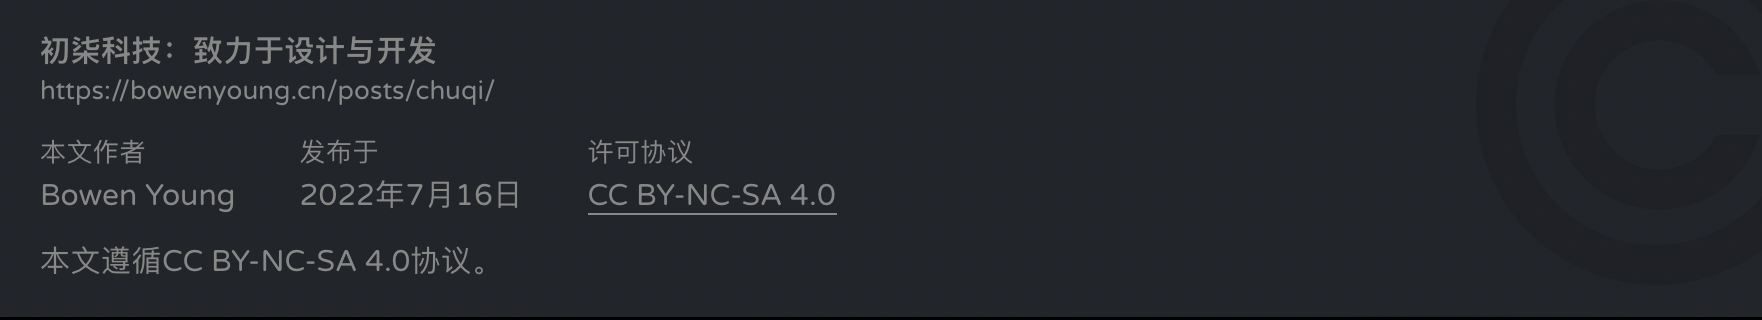 初柒科技：致力于设计与开发
https://bowenyoung.cn/posts/chuqi/
本文作者 发布于 许可协议
Bowen Young 2022年7月16日 CC BY-NC-SA 4.0
本文遵循CC BY-NC-SA 4.0协议。